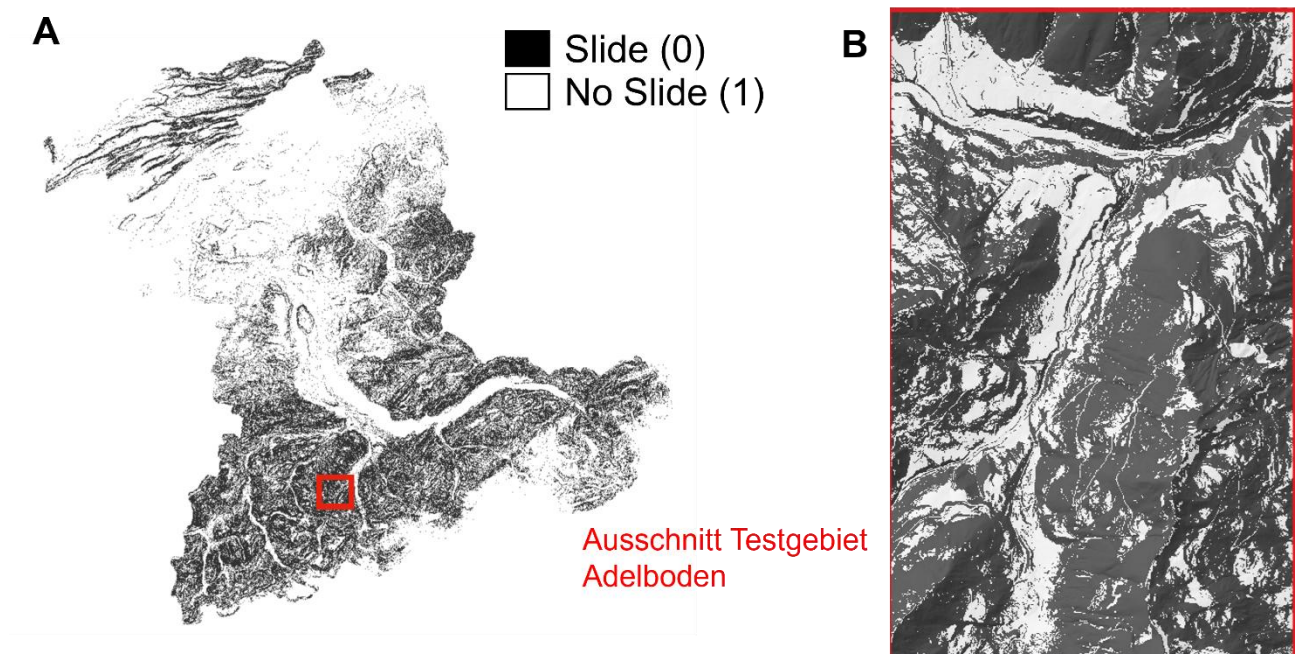 A
Slide (0)
No Slide (1)
B
Ausschnitt Testgebiet
Adelboden